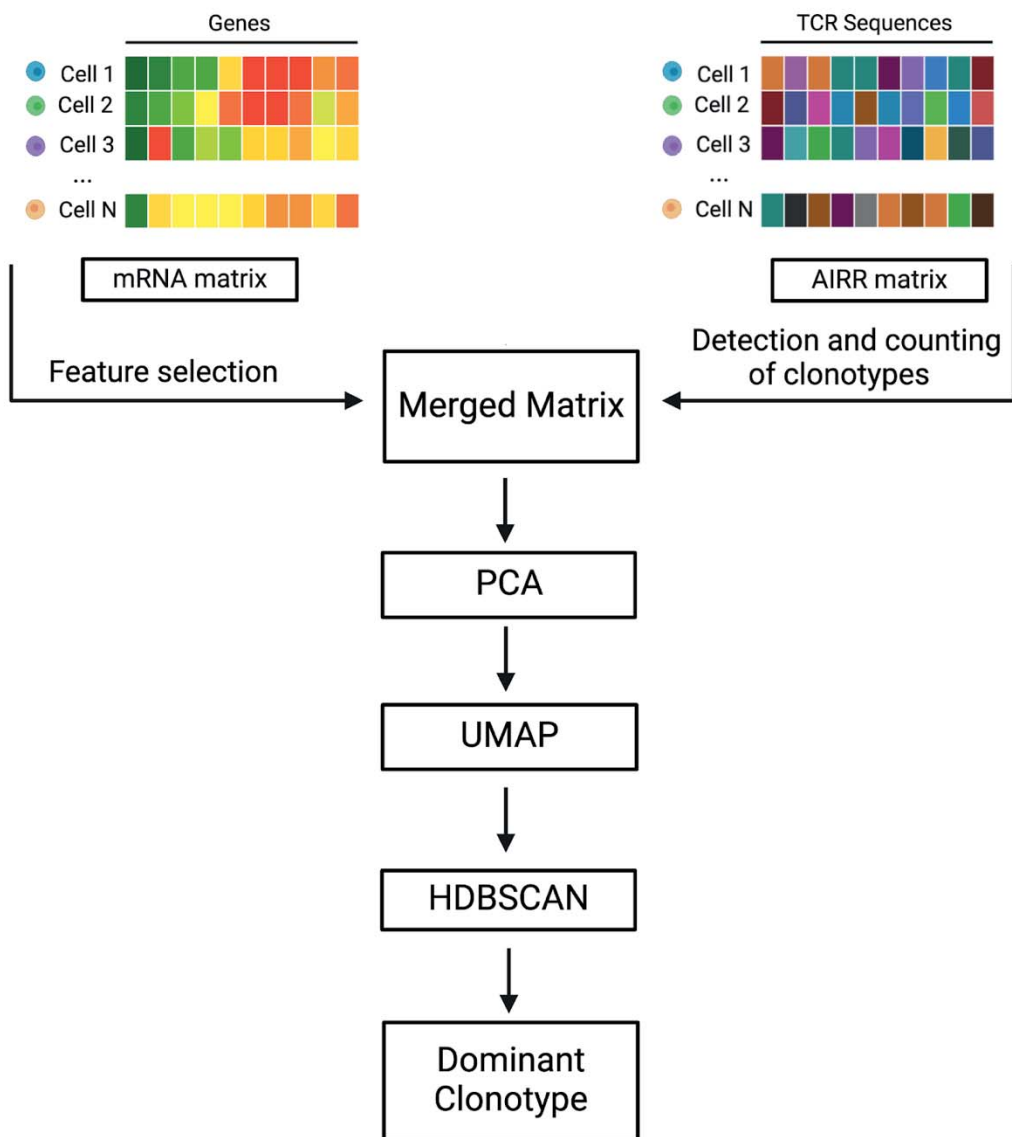 Genes
Cell 1
Cell 2
Cell 3
...
Cell N
mRNA matrix
Feature selection
TCR Sequences
Cell 1
Cell 2
Cell 3
...
Cell N
AIRR matrix
Detection and counting
of clonotypes
Merged Matrix
PCA
UMAP
HDBSCAN
Dominant
Clonotype